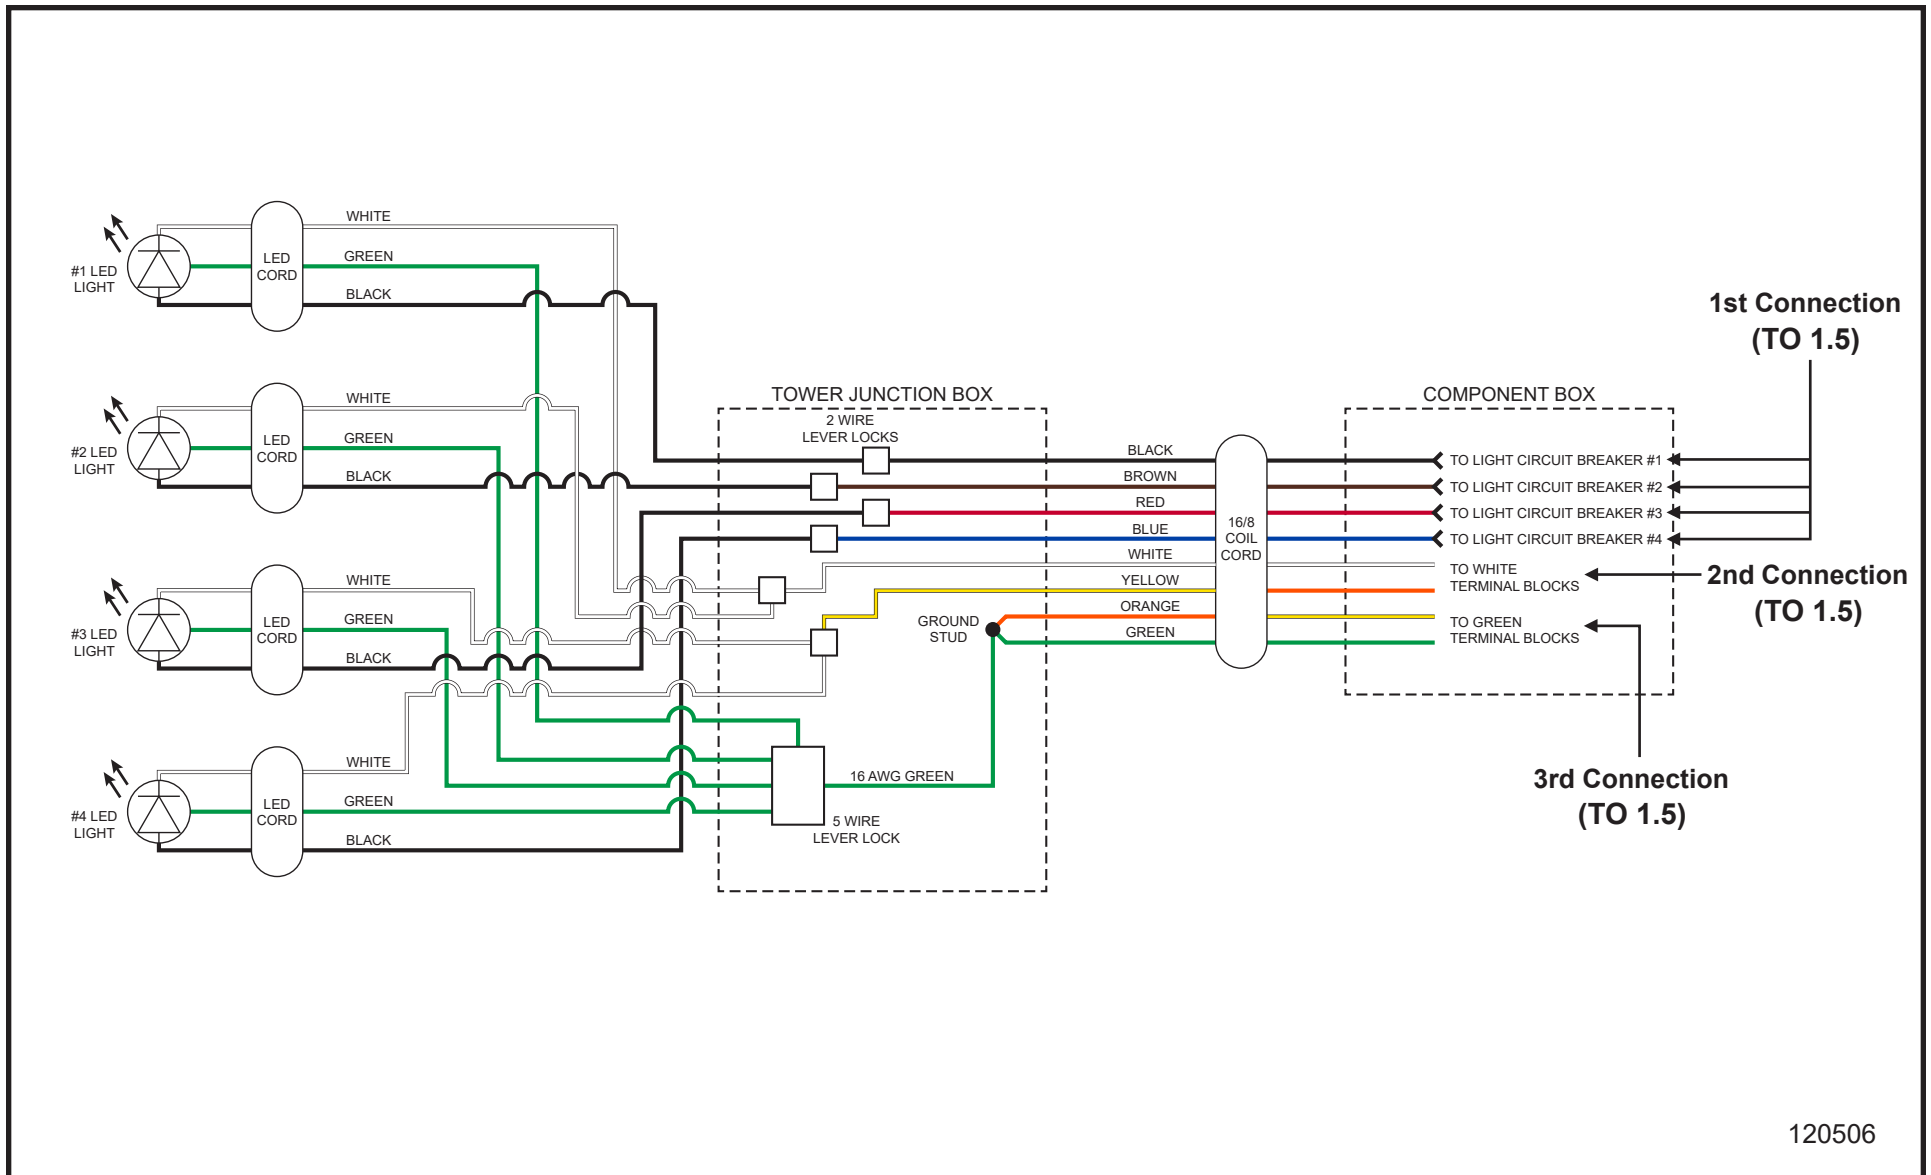 WHITE
GREEN
BLACK
#1 LED
LIGHT
LED
CORD
WHITE
GREEN
BLACK
#2 LED
LIGHT
LED
CORD
WHITE
GREEN
BLACK
#3 LED
LIGHT
LED
CORD
WHITE
GREEN
BLACK
#4 LED
LIGHT
LED
CORD
TOWER JUNCTION BOX
2 WIRE
LEVER LOCKS
GROUND
STUD
16 AWG GREEN
5 WIRE
LEVER LOCK
BLACK
BROWN
RED
BLUE
WHITE
YELLOW
ORANGE
GREEN
16/8
COIL
CORD
COMPONENT BOX
TO LIGHT CIRCUIT BREAKER #1
TO LIGHT CIRCUIT BREAKER #2
TO LIGHT CIRCUIT BREAKER #3
TO LIGHT CIRCUIT BREAKER #4
TO WHITE
TERMINAL BLOCKS
TO GREEN
TERMINAL BLOCKS
1st Connection
(TO 1.5)
2nd Connection
(TO 1.5)
3rd Connection
(TO 1.5)
120506